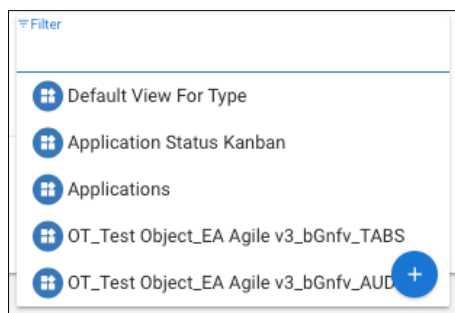 Filter
Default View For Type
Application Status Kanban
Applications
OT_Test Object_EA Agile v3_bGnfv_TABS
OT_Test Object_EA Agile v3_bGnfv_AUD